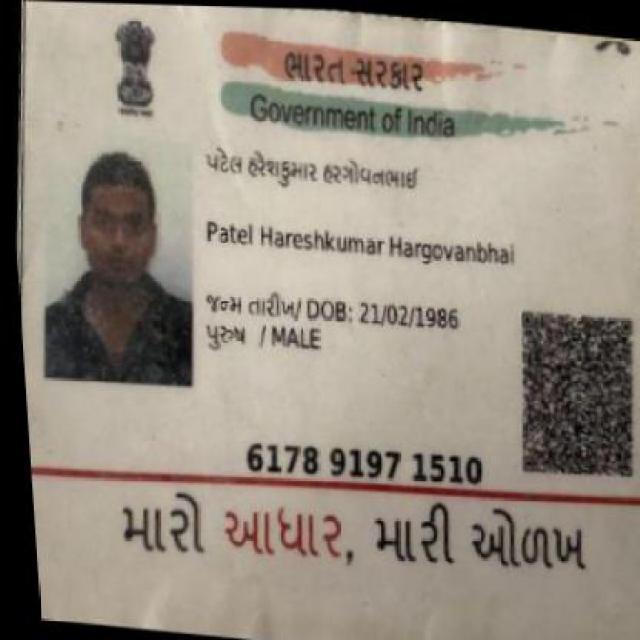 ભારત સરકાર
Government of India
પટેલ હરેશકુમાર હરગોવનભાઈ
Patel Hareshkumar Hargovanbhai
જન્મ તારીખ/ DOB: 21/02/1986
પુરુષ / MALE
6178 9197 1510
મારો આધાર, મારી ઓળખ